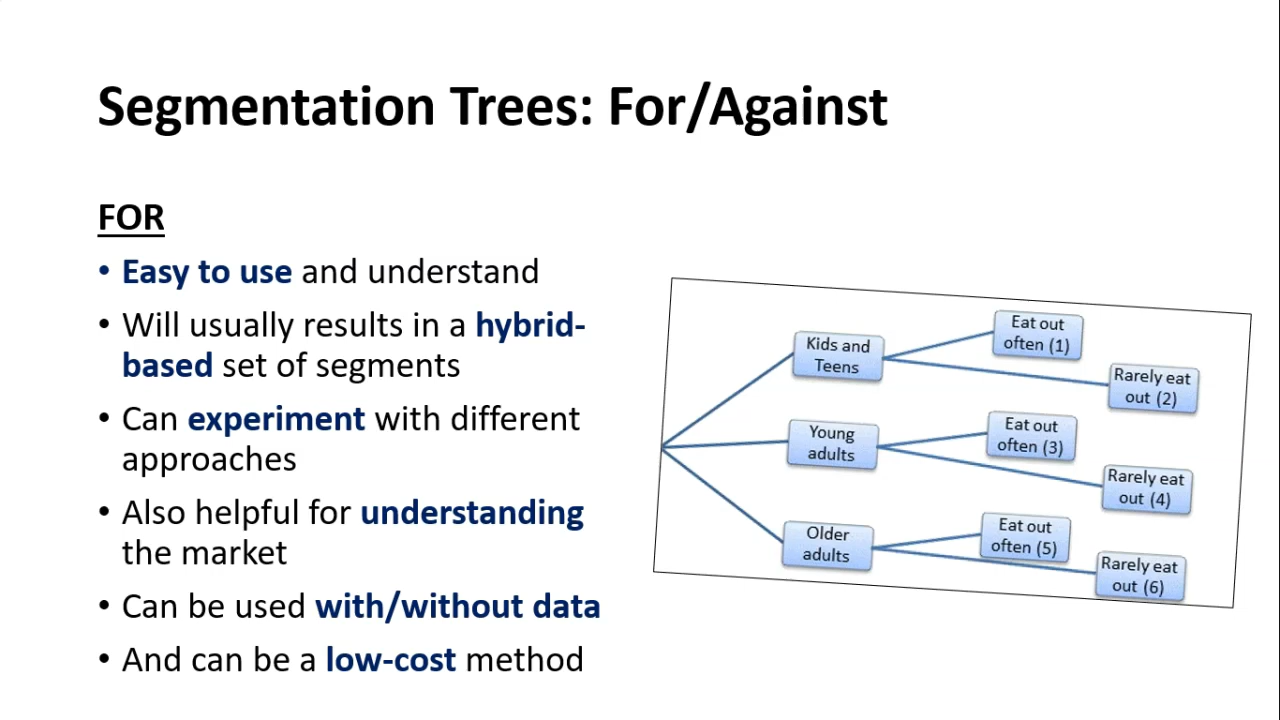 Segmentation Trees: For/Against
FOR
• Easy to use and understand
• Will usually results in a hybrid-
based set of segments
• Can experiment with different
approaches
• Also helpful for understanding
the market
• Can be used with/without data
• And can be a low-cost method
Kids and
Teens
Eat out
often (1)
Rarely eat
out (2)
Young
adults
Eat out
often (3)
Rarely eat
out (4)
Older
adults
Eat out
often (5)
Rarely eat
out (6)